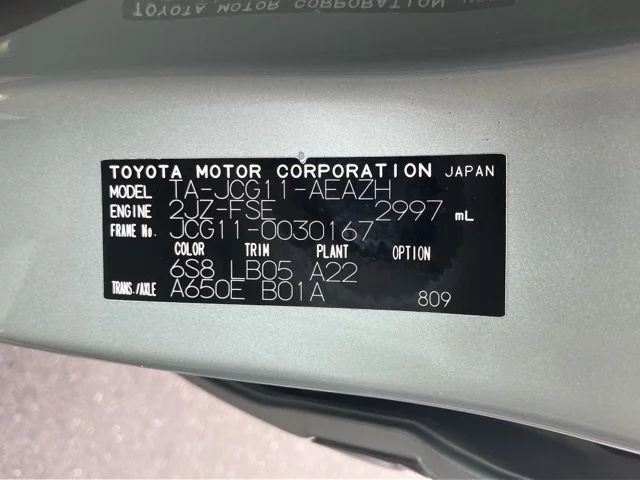 TOYOTA MOTOR CORPORATION JAPAN
MODEL TA-JCG11-AEAZH
ENGINE 2JZ-FSE 2997 mL
FRAME No. JCG11-0030167
COLOR TRIM PLANT OPTION
6S8 LB05 A22
TRANS./AXLE A650E B01A
809